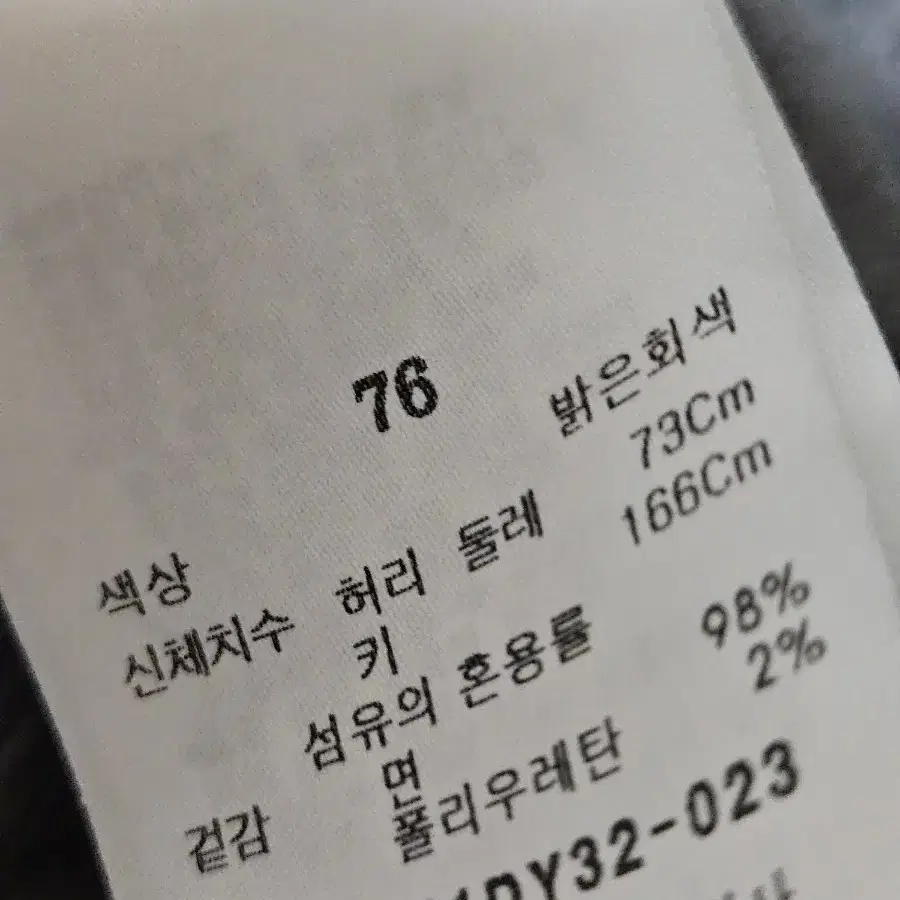 76
색상 밝은회색
신체치수 허리 둘레 73Cm
키 166Cm
섬유의 혼용률
겉감 면 98%
폴리우레탄 2%
DY32-023